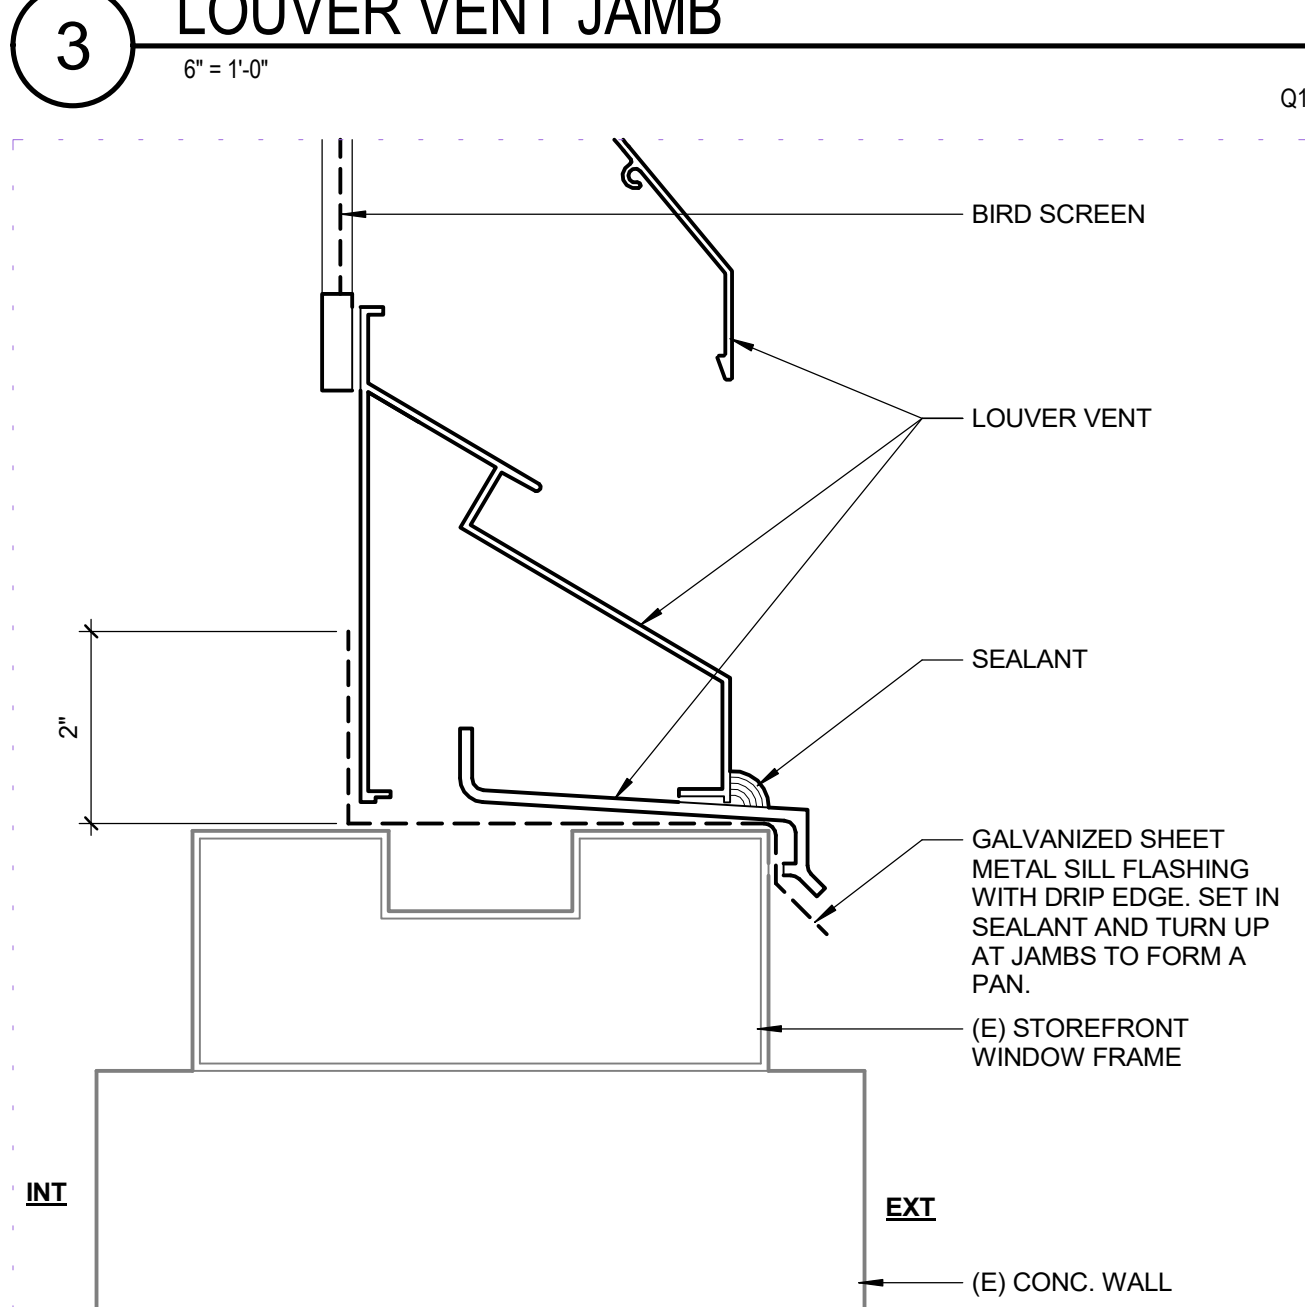 3
LOUVER VENT JAMB
6" = 1'-0"
Q1
BIRD SCREEN
LOUVER VENT
SEALANT
2"
GALVANIZED SHEET
METAL SILL FLASHING
WITH DRIP EDGE. SET IN
SEALANT AND TURN UP
AT JAMBS TO FORM A
PAN.
(E) STOREFRONT
WINDOW FRAME
INT
EXT
(E) CONC. WALL